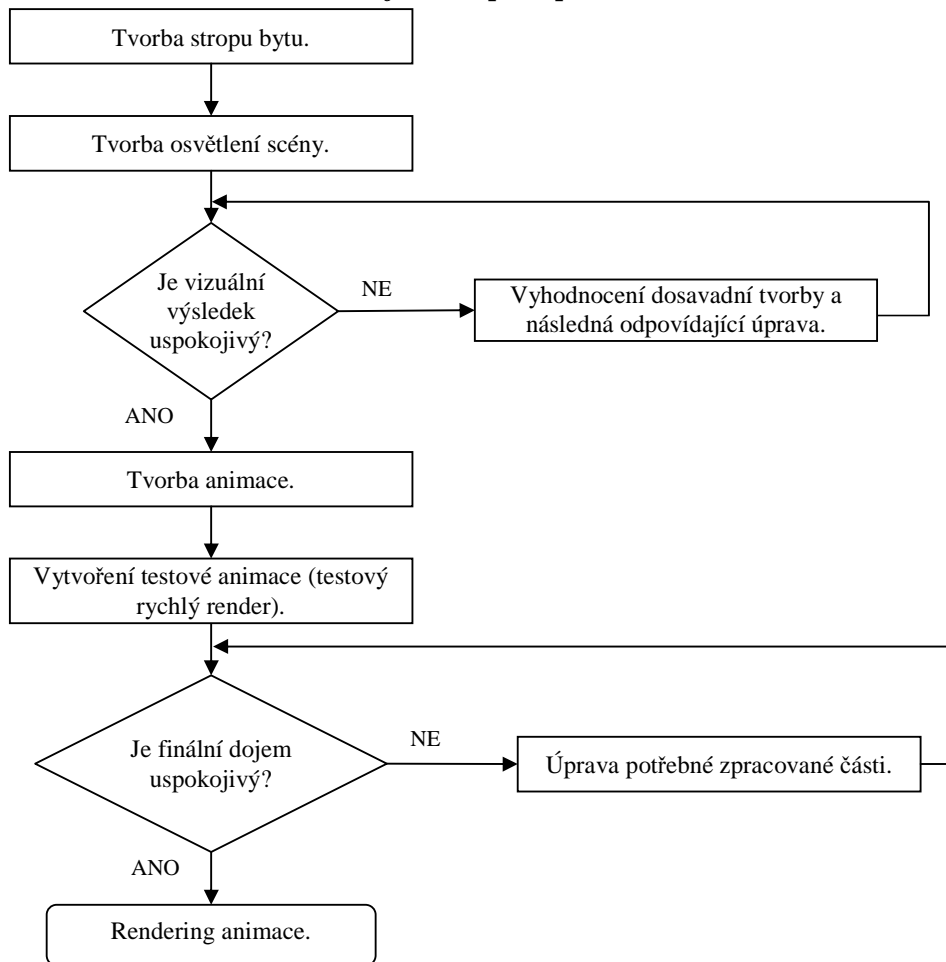 Tvorba stropu bytu.
Tvorba osvětlení scény.
Je vizuální
výsledek
uspokojivý?
NE
Vyhodnocení dosavadní tvorby a
následná odpovídající úprava.
ANO
Tvorba animace.
Vytvoření testové animace (testový
rychlý render).
Je finální dojem
uspokojivý?
NE
Úprava potřebné zpracované části.
ANO
Rendering animace.